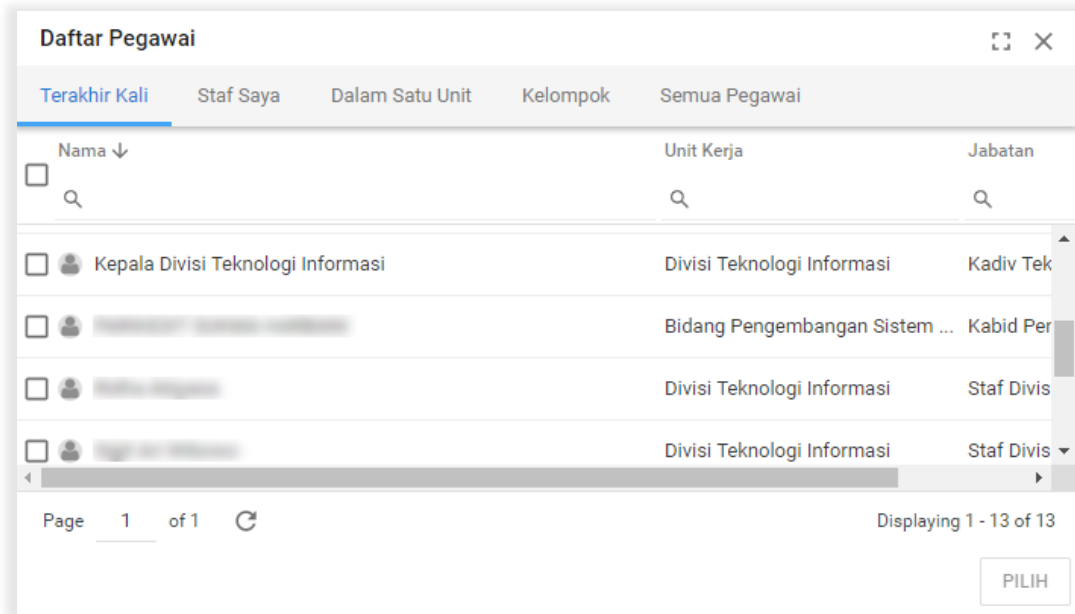 Daftar Pegawai
Terakhir Kali Staf Saya Dalam Satu Unit Kelompok Semua Pegawai
Nama Unit Kerja Jabatan
Kepala Divisi Teknologi Informasi Divisi Teknologi Informasi Kadiv Tek
Bidang Pengembangan Sistem ... Kabid Per
Divisi Teknologi Informasi Staf Divis
Divisi Teknologi Informasi Staf Divis
Page 1 of 1 Displaying 1 - 13 of 13
PILIH